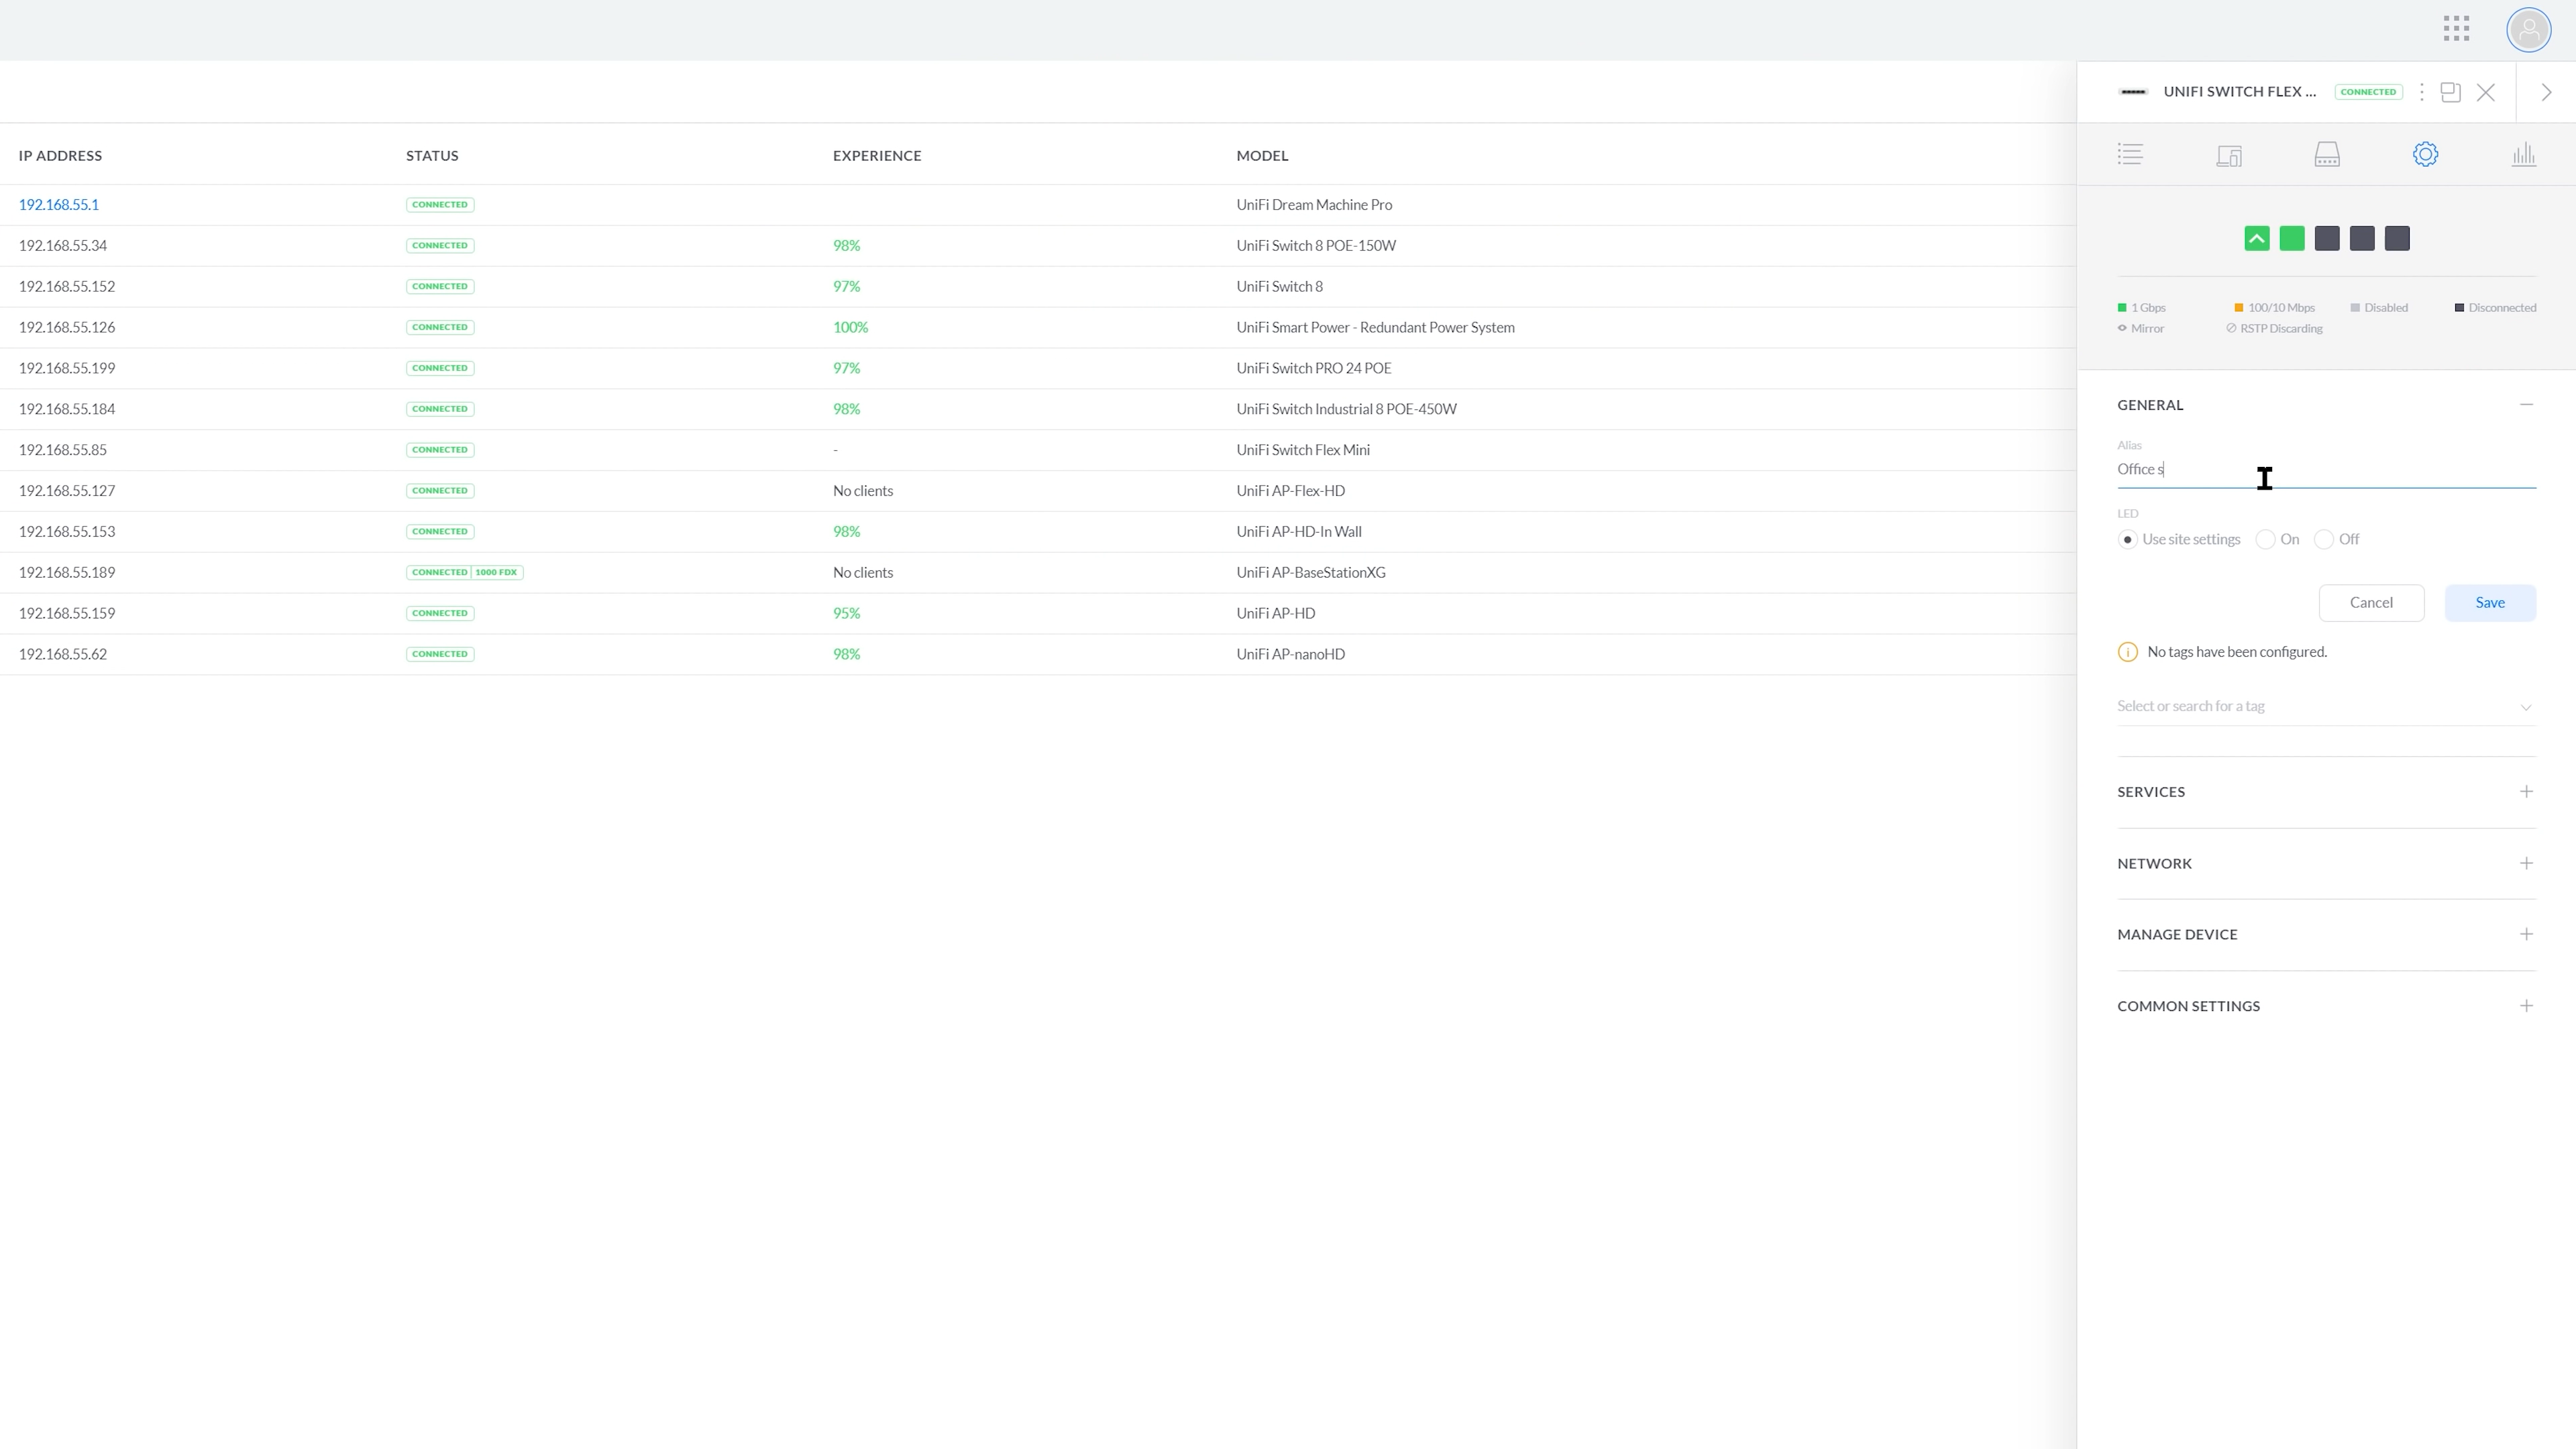 UNIFI SWITCH FLEX ... CONNECTED
IP ADDRESS STATUS EXPERIENCE MODEL
192.168.55.1 CONNECTED UniFi Dream Machine Pro
192.168.55.34 CONNECTED 98% UniFi Switch 8 POE-150W
192.168.55.152 CONNECTED 97% UniFi Switch 8
192.168.55.126 CONNECTED 100% UniFi Smart Power - Redundant Power System
192.168.55.199 CONNECTED 97% UniFi Switch PRO 24 POE
192.168.55.184 CONNECTED 98% UniFi Switch Industrial 8 POE-450W
192.168.55.85 CONNECTED - UniFi Switch Flex Mini
192.168.55.127 CONNECTED No clients UniFi AP-Flex-HD
192.168.55.153 CONNECTED 98% UniFi AP-HD-In Wall
192.168.55.189 CONNECTED 1000 FDX No clients UniFi AP-BaseStationXG
192.168.55.159 CONNECTED 95% UniFi AP-HD
192.168.55.62 CONNECTED 98% UniFi AP-nanoHD
1 Gbps 100/10 Mbps Disabled Disconnected
Mirror RSTP Discarding
GENERAL
Alias
Office s
LED
Use site settings On Off
Cancel Save
No tags have been configured.
Select or search for a tag
SERVICES
NETWORK
MANAGE DEVICE
COMMON SETTINGS